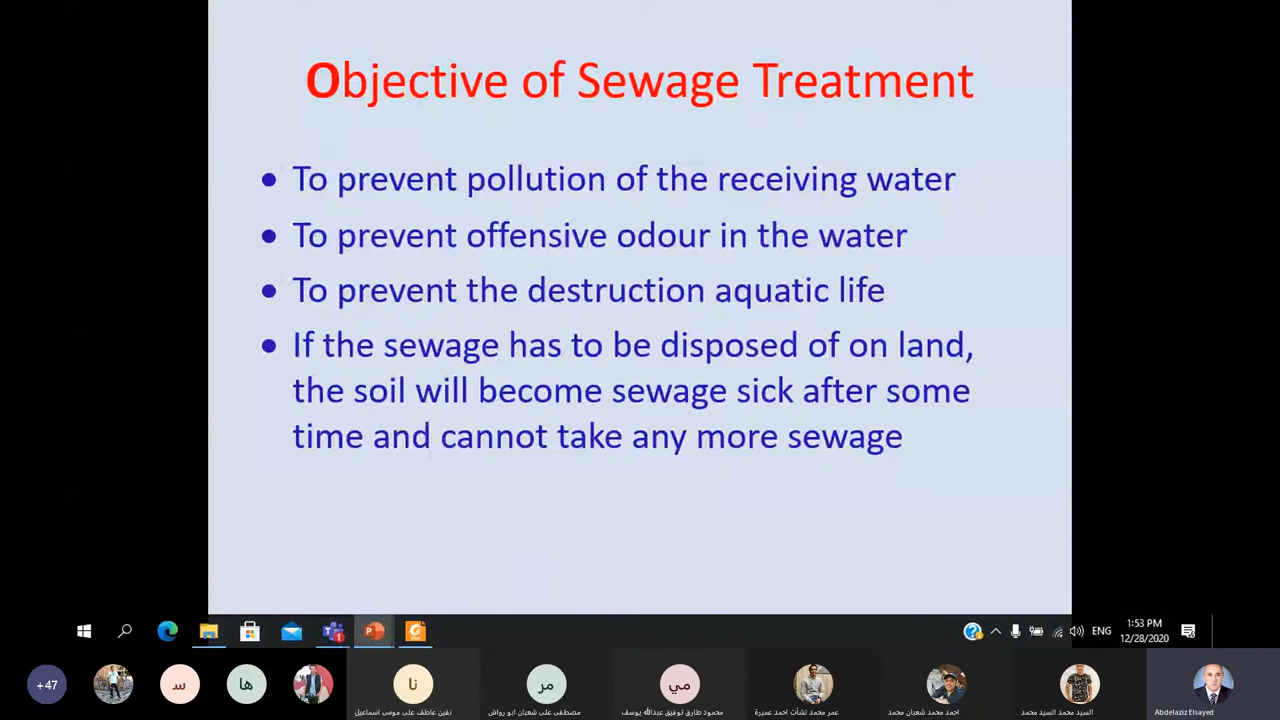 Objective of Sewage Treatment
• To prevent pollution of the receiving water
• To prevent offensive odour in the water
• To prevent the destruction aquatic life
• If the sewage has to be disposed of on land,
the soil will become sewage sick after some
time and cannot take any more sewage
ENG
1:53 PM
12/28/2020
+47
س
ها
نا
مر
مي
نفين عاطف على موسى اسماعيل
مصطفى على شعبان ابو رواش
محمود طارق توفيق عبدالله يوسف
عمر محمد نشأت احمد عميرة
احمد محمد شعبان محمد
السيد محمد السيد محمد
Abdelaziz Elsayed